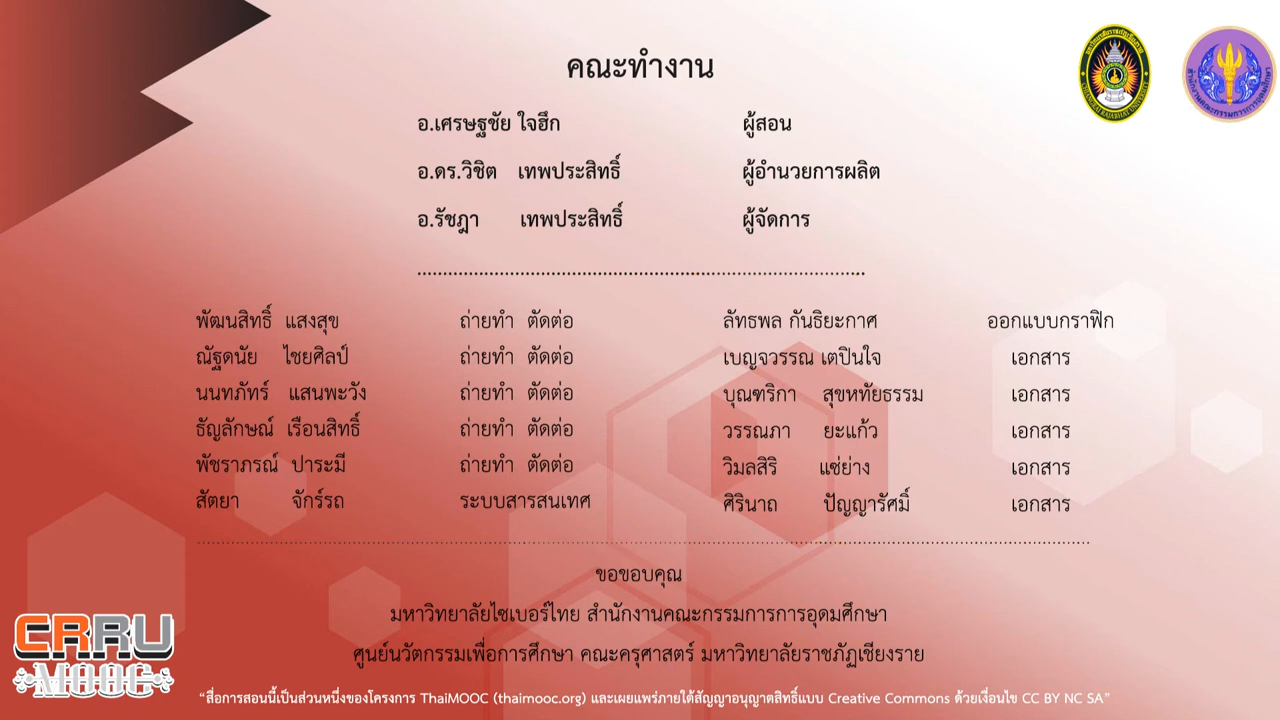 คณะทำงาน
อ.เศรษฐชัย ใจฮึก ผู้สอน
อ.ดร.วิชิต เทพประสิทธิ์ ผู้อำนวยการผลิต
อ.รัชฎา เทพประสิทธิ์ ผู้จัดการ
พัฒนสิทธิ์ แสงสุข ถ่ายทำ ตัดต่อ ลัทธพล กันธิยะกาศ ออกแบบกราฟิก
ณัฐดนัย ไชยศิลป์ ถ่ายทำ ตัดต่อ เบญจวรรณ เตปินใจ เอกสาร
นนทภัทร์ แสนพะวัง ถ่ายทำ ตัดต่อ บุณฑริกา สุขหทัยธรรม เอกสาร
ธัญลักษณ์ เรือนสิทธิ์ ถ่ายทำ ตัดต่อ วรรณภา ยะแก้ว เอกสาร
พัชราภรณ์ ปาระมี ถ่ายทำ ตัดต่อ วิมลสิริ แซ่ย่าง เอกสาร
สัตยา จักร์รถ ระบบสารสนเทศ ศิรินาถ ปัญญารัศมิ์ เอกสาร
ขอขอบคุณ
มหาวิทยาลัยไซเบอร์ไทย สำนักงานคณะกรรมการการอุดมศึกษา
ศูนย์นวัตกรรมเพื่อการศึกษา คณะครุศาสตร์ มหาวิทยาลัยราชภัฏเชียงราย
CRRU
MOOC
“สื่อการสอนนี้เป็นส่วนหนึ่งของโครงการ ThaiMOOC (thaimooc.org) และเผยแพร่ภายใต้สัญญาอนุญาตสิทธิ์แบบ Creative Commons ด้วยเงื่อนไข CC BY NC SA”